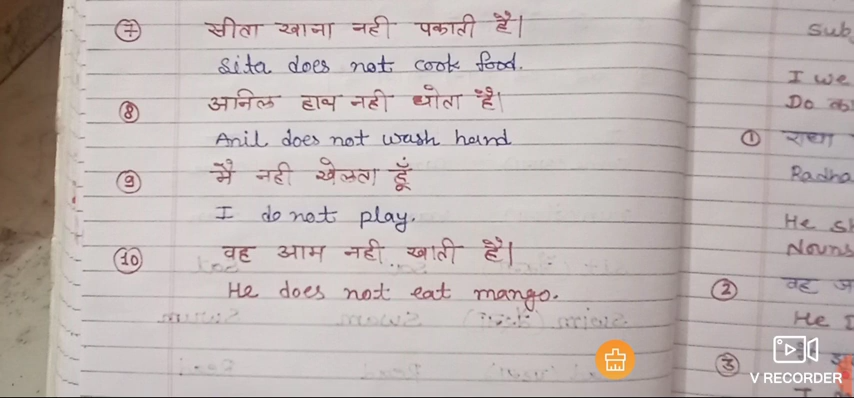 7 सीता खाना नही पकाती है।
Sita does not cook food.
8 अनिल हाथ नही धोता है।
Anil does not wash hand
9 मै नही खेलता हूँ
I do not play.
10 वह आम नही खाती है।
He does not eat mango.
Sub
I we
Do
1 राधा
Radha
He s
Nouns
2 वह ज
He
3
V RECORDER